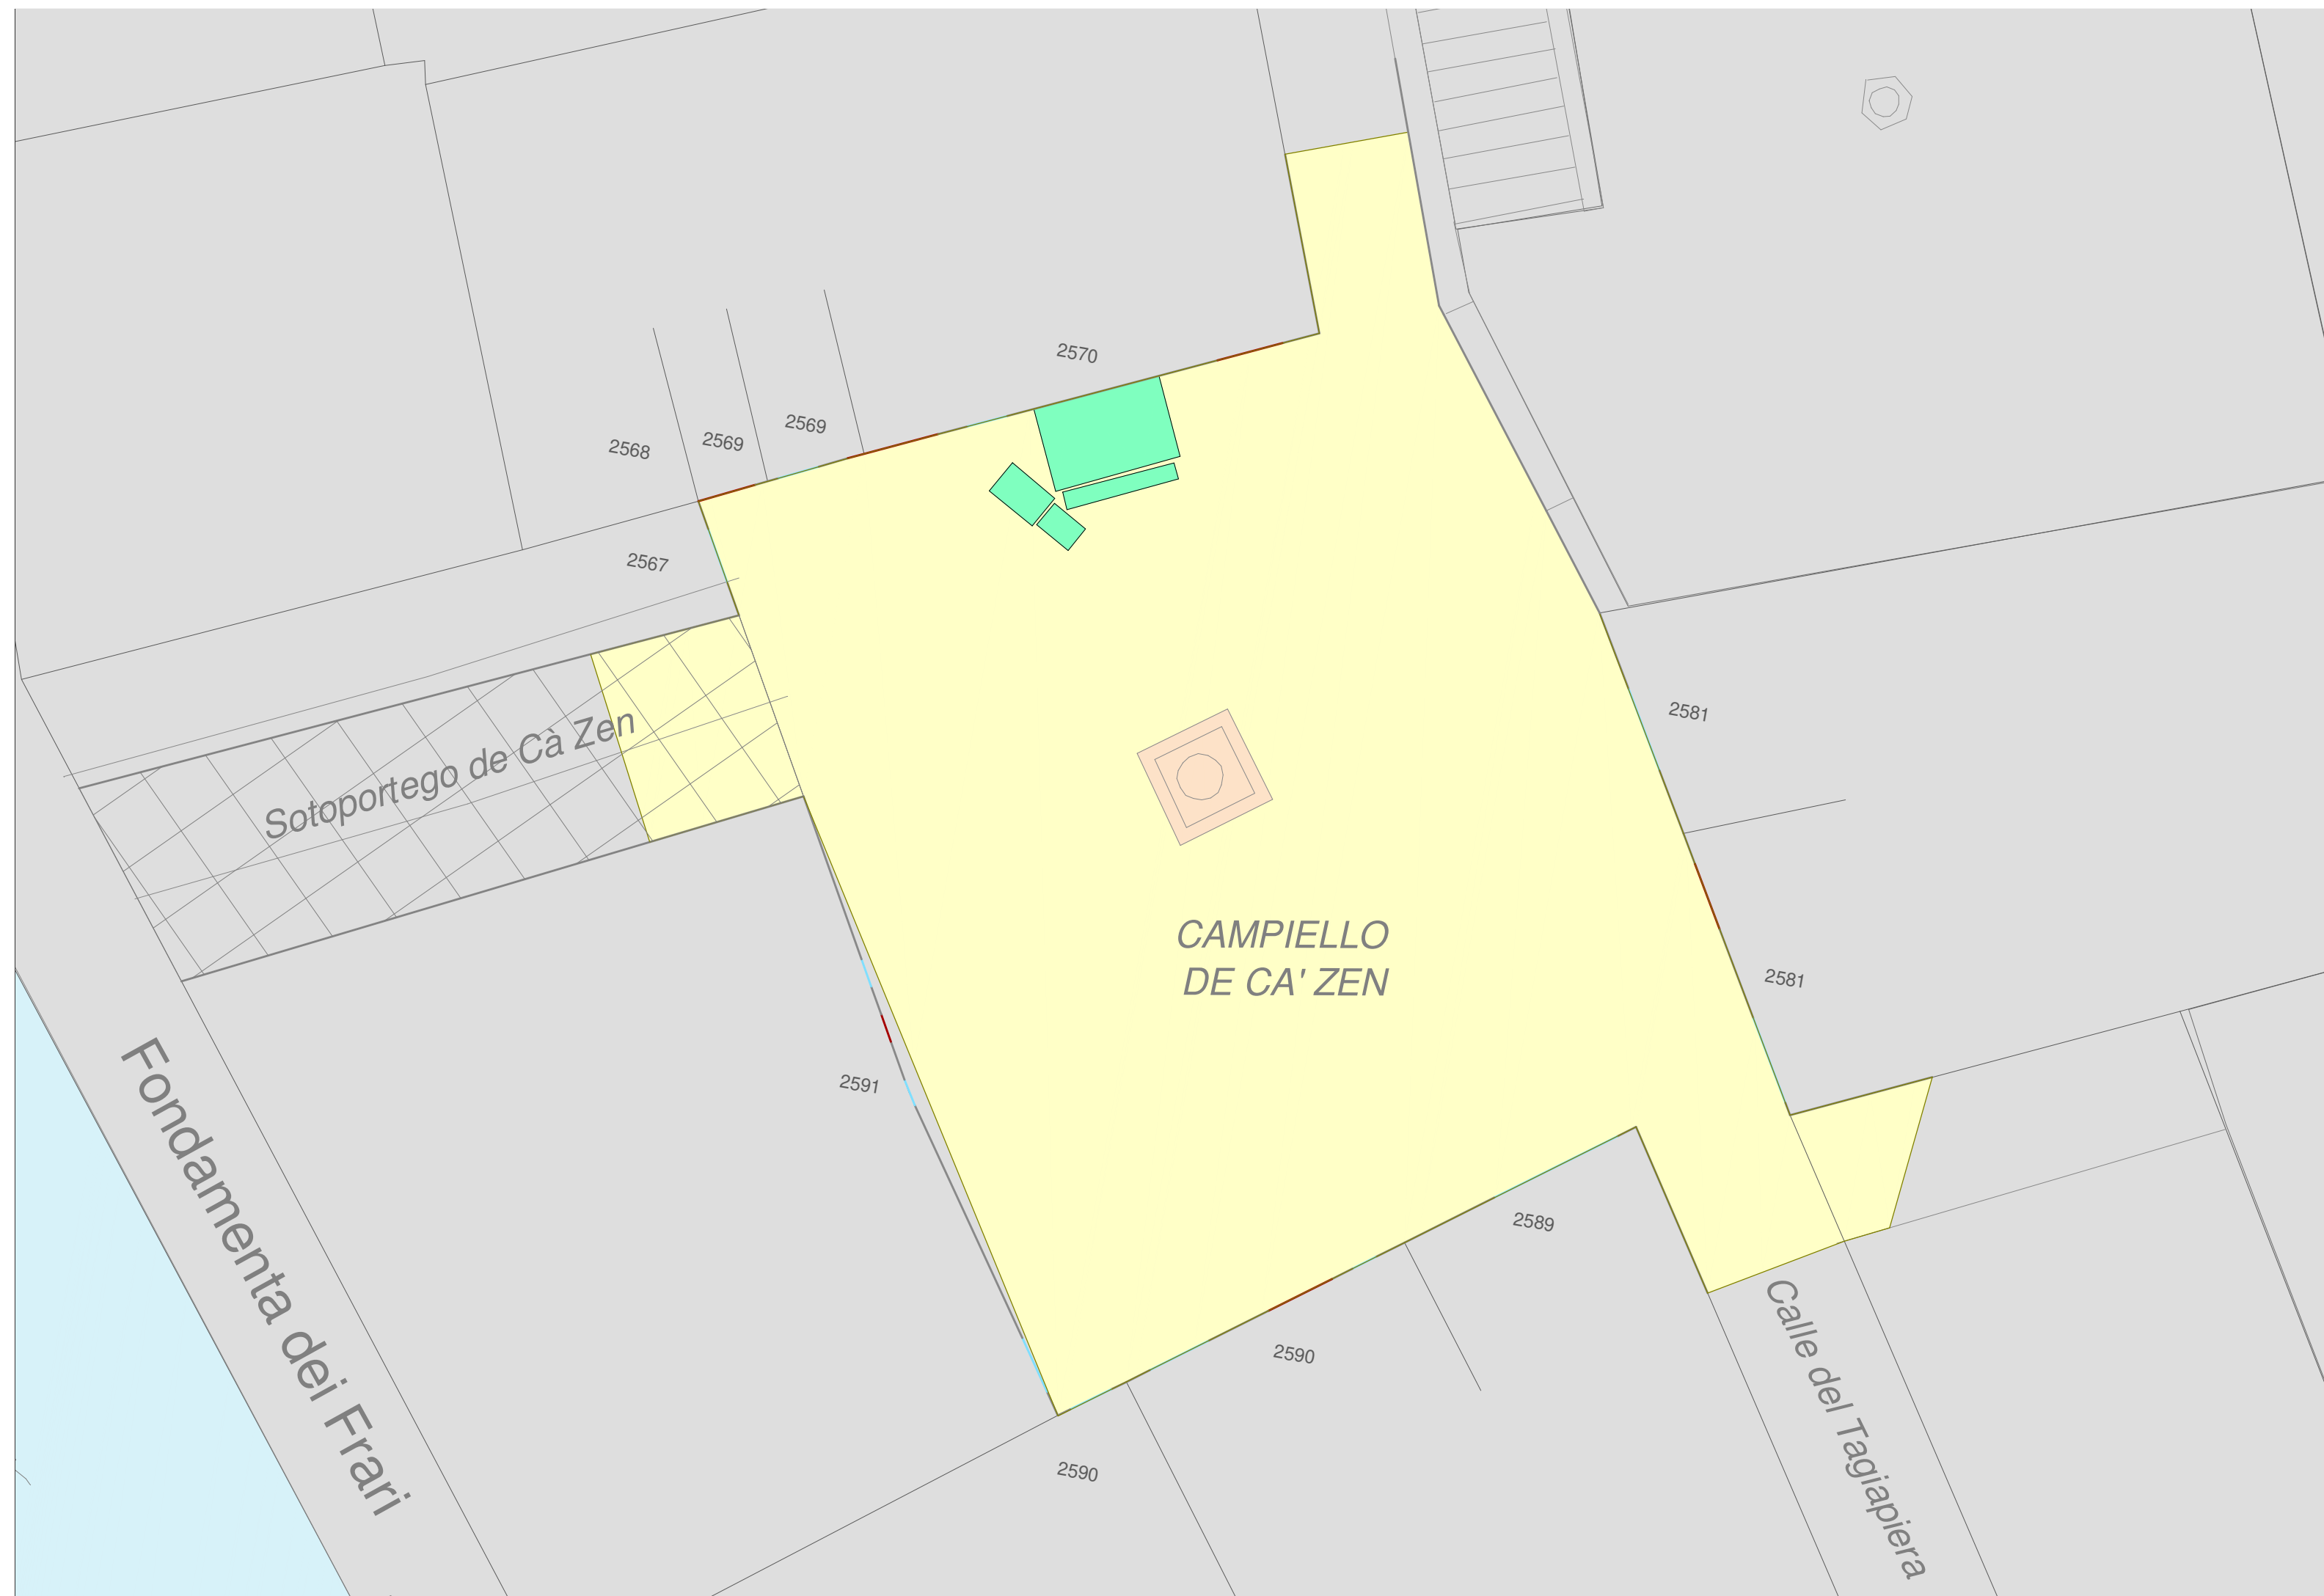 2570
2569
2569
2568
2567
Sotoportego de Cà Zen
2581
CAMPIELLO
DE CA' ZEN
2581
2591
Fondamenta dei Frari
2589
2590
Calle del Tagiapiera
2590